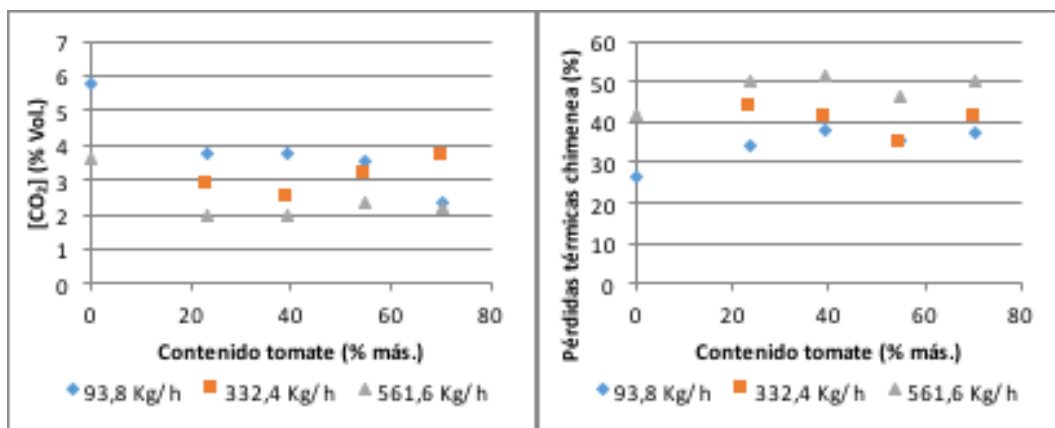 [CO₂] (% Vol.)
7
6
5
4
3
2
1
0
0 20 40 60 80
Contenido tomate (% más.)
93,8 Kg/h 332,4 Kg/h 561,6 Kg/h
Pérdidas térmicas chimenea (%)
60
50
40
30
20
10
0
0 20 40 60 80
Contenido tomate (% más.)
93,8 Kg/h 332,4 Kg/h 561,6 Kg/h